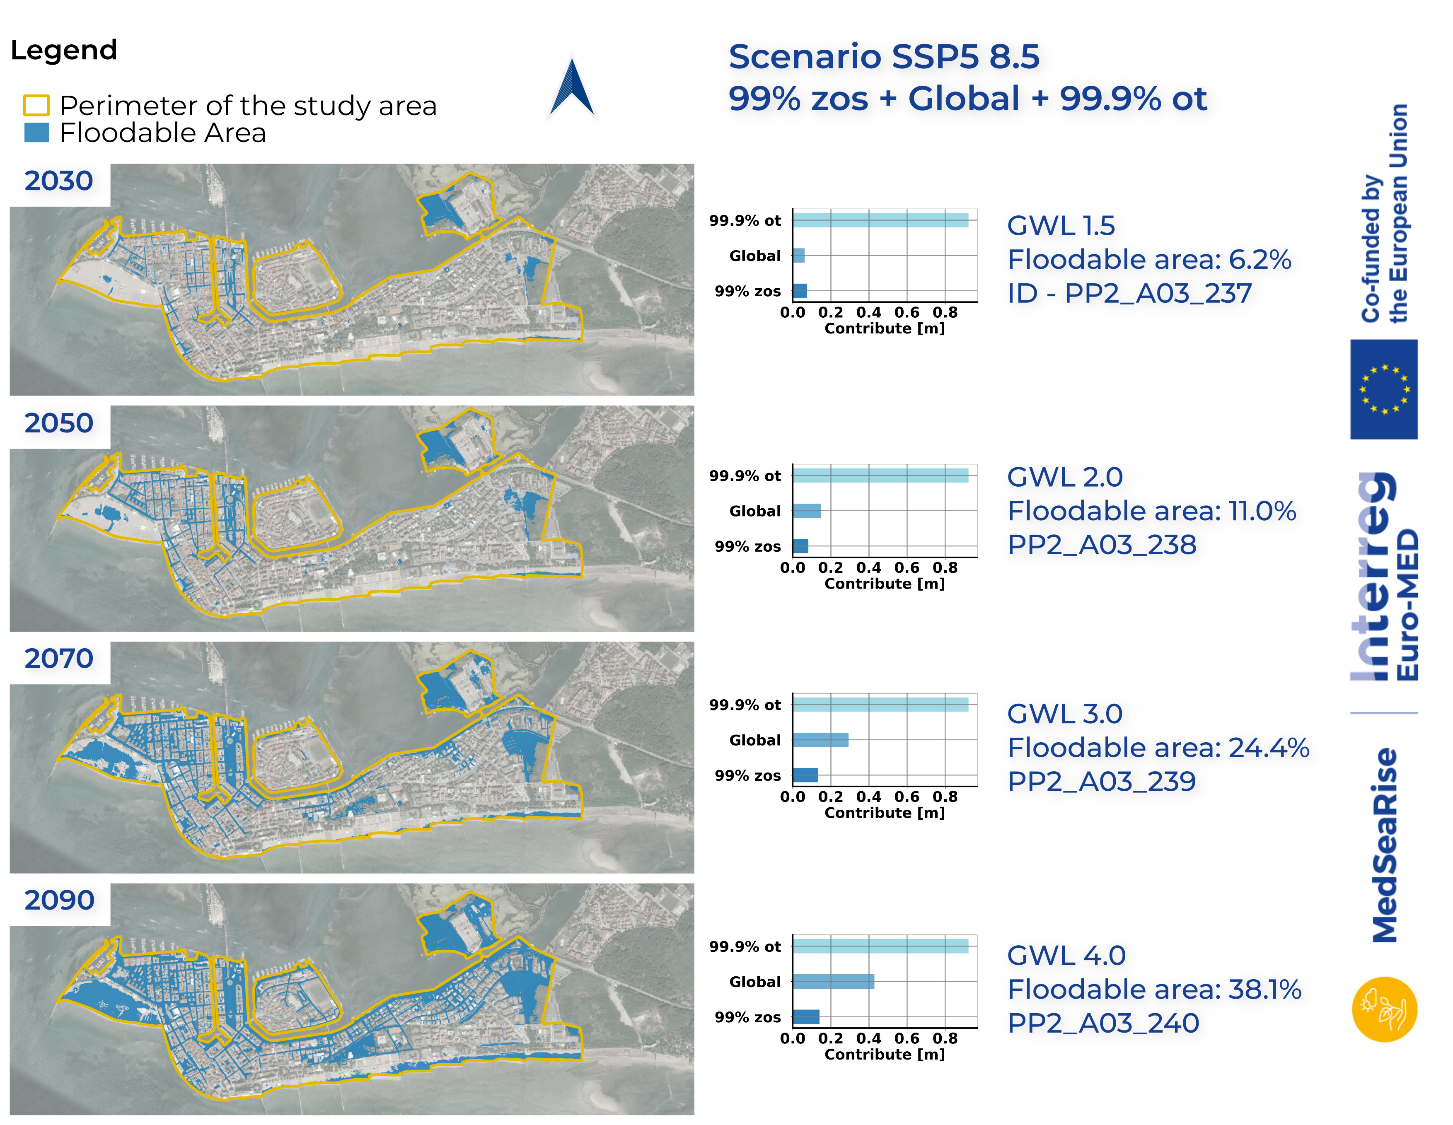 Legend
Perimeter of the study area
Floodable Area
Scenario SSP5 8.5
99% zos + Global + 99.9% ot
2030
99.9% ot
Global
99% zos
0.0 0.2 0.4 0.6 0.8
Contribute [m]
GWL 1.5
Floodable area: 6.2%
ID - PP2_A03_237
2050
99.9% ot
Global
99% zos
0.0 0.2 0.4 0.6 0.8
Contribute [m]
GWL 2.0
Floodable area: 11.0%
PP2_A03_238
2070
99.9% ot
Global
99% zos
0.0 0.2 0.4 0.6 0.8
Contribute [m]
GWL 3.0
Floodable area: 24.4%
PP2_A03_239
2090
99.9% ot
Global
99% zos
0.0 0.2 0.4 0.6 0.8
Contribute [m]
GWL 4.0
Floodable area: 38.1%
PP2_A03_240
Co-funded by
the European Union
Interreg
Euro-MED
MedSeaRise